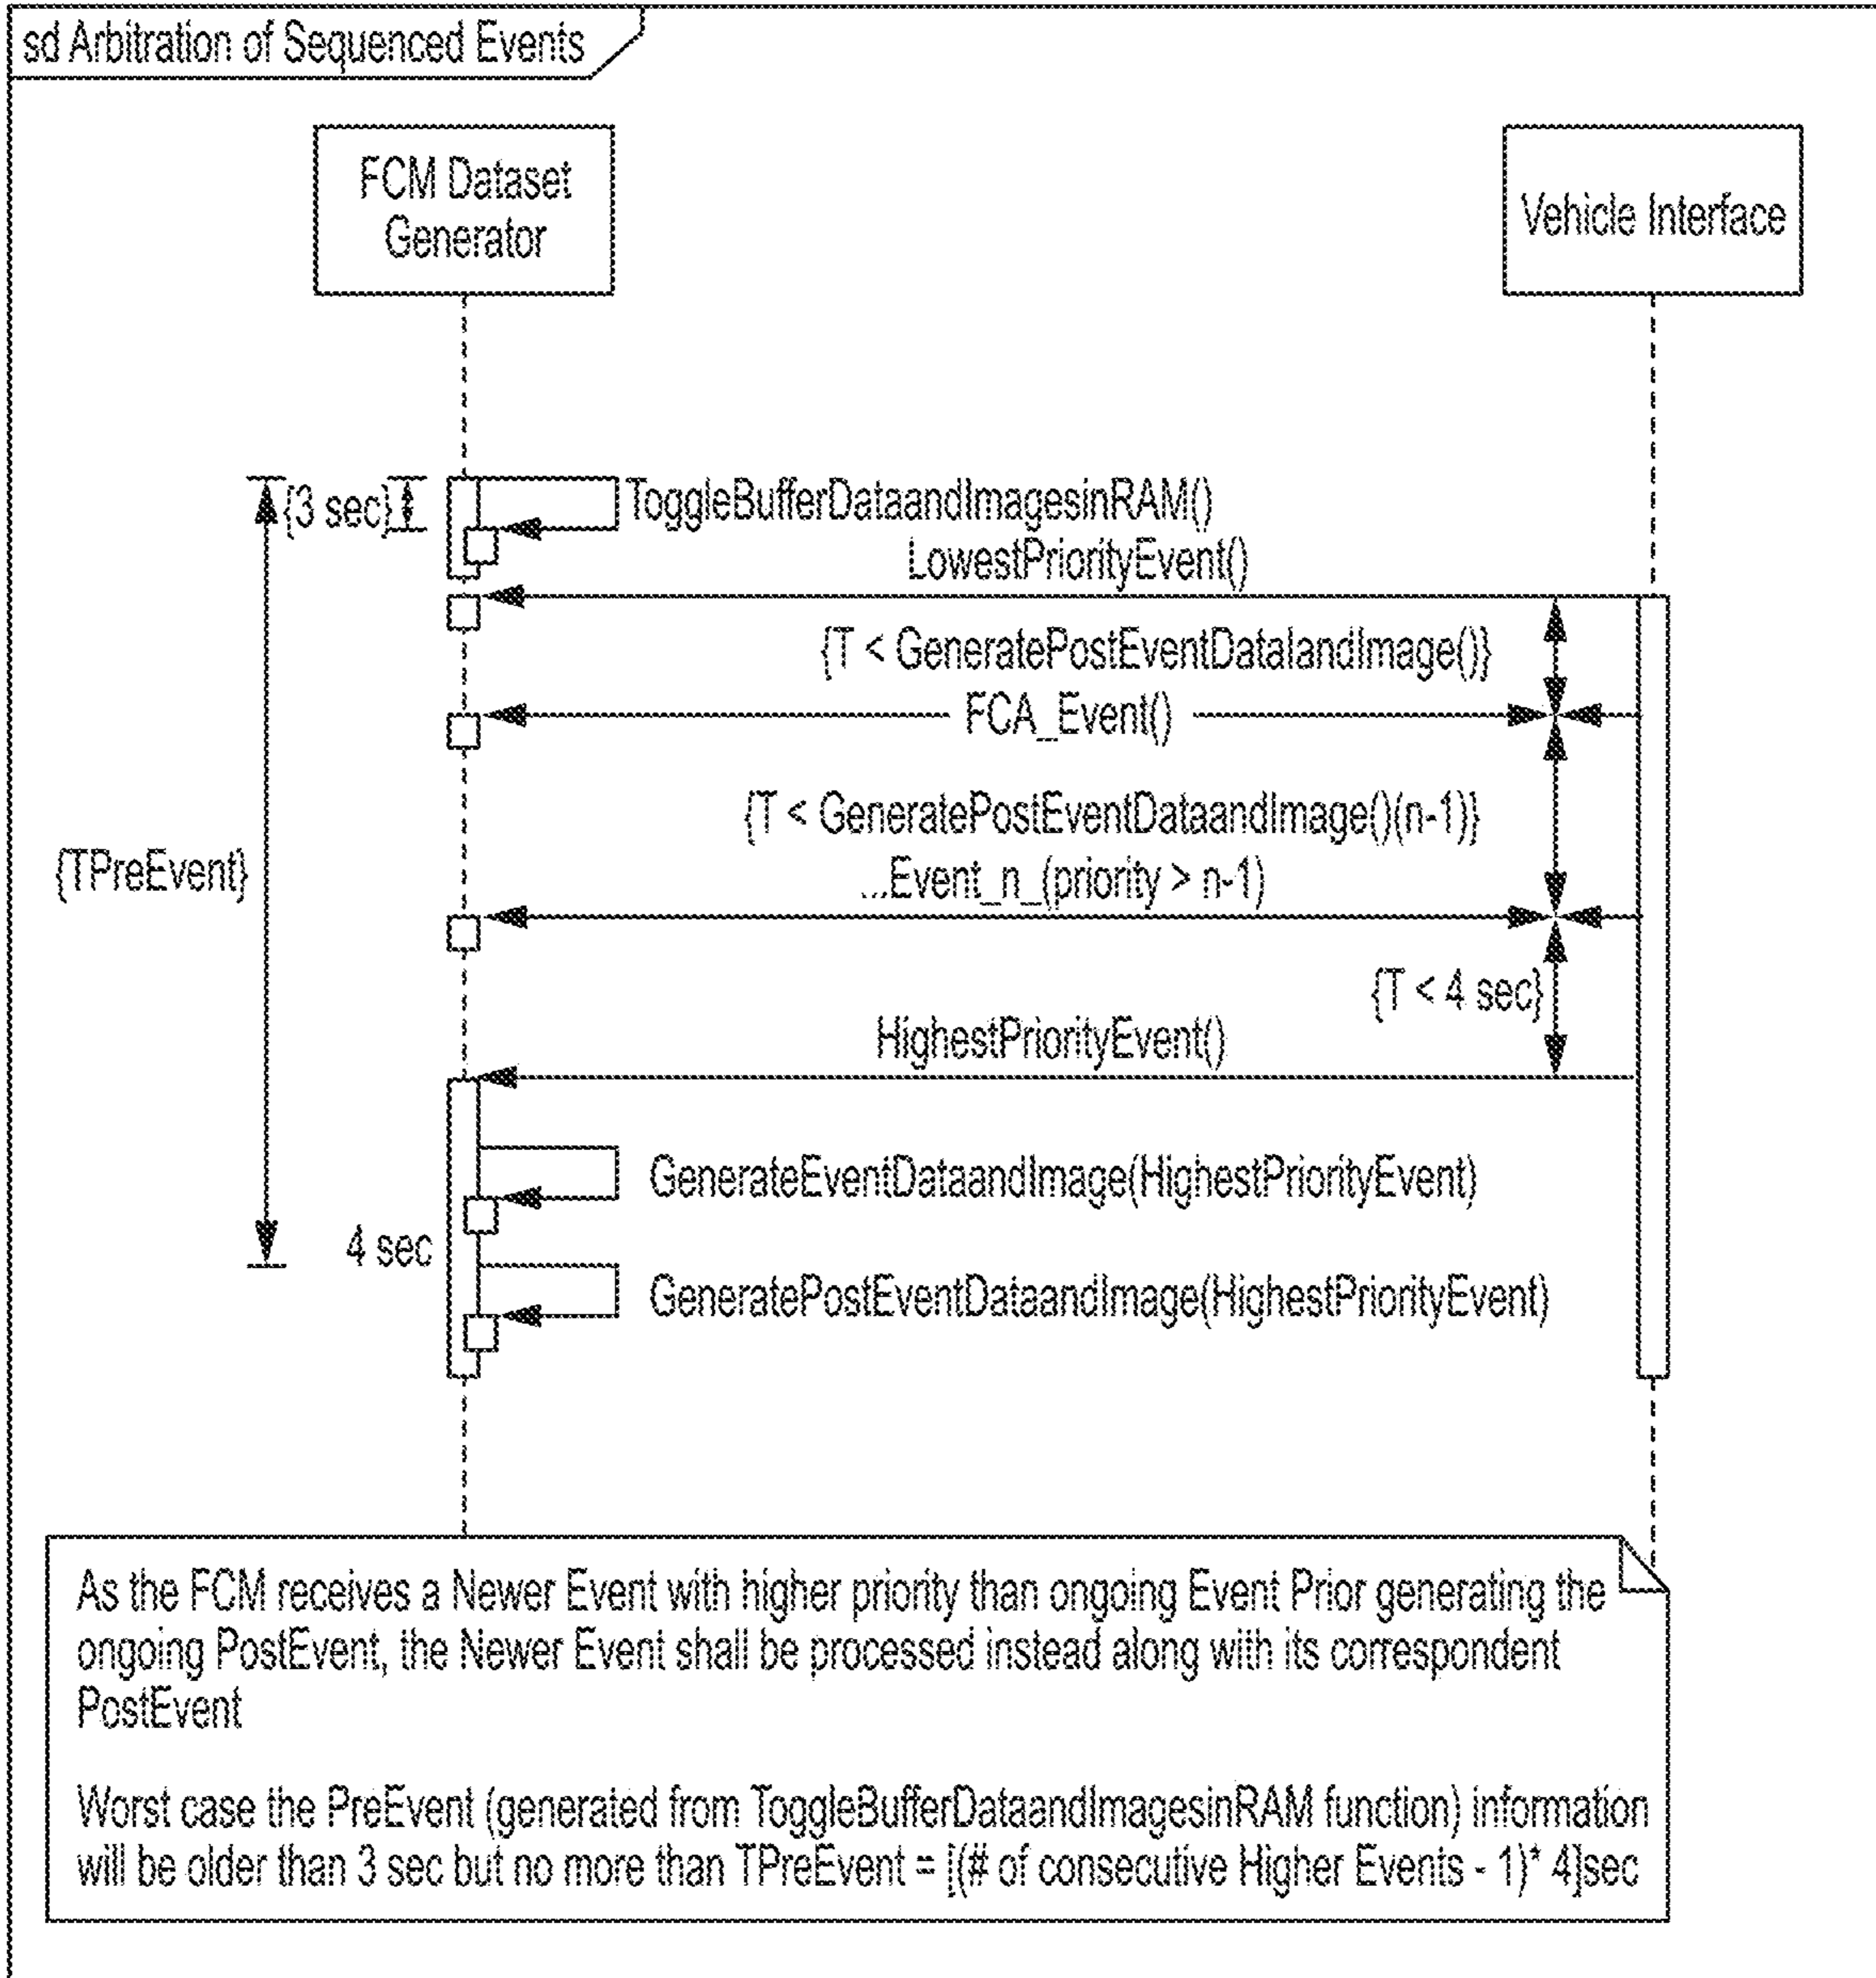 sd Arbitration of Sequenced Events
FCM Dataset
Generator
Vehicle Interface
{3 sec}
ToggleBufferDataandImagesinRAM()
LowestPriorityEvent()
{T < GeneratePostEventDatalandImage()}
FCA_Event()
{T < GeneratePostEventDataandImage()(n-1)}
{TPreEvent}
...Event_n_(priority > n-1)
{T < 4 sec}
HighestPriorityEvent()
GenerateEventDataandImage(HighestPriorityEvent)
4 sec
GeneratePostEventDataandImage(HighestPriorityEvent)
As the FCM receives a Newer Event with higher priority than ongoing Event Prior generating the
ongoing PostEvent, the Newer Event shall be processed instead along with its correspondent
PostEvent
Worst case the PreEvent (generated from ToggleBufferDataandImagesinRAM function) information
will be older than 3 sec but no more than TPreEvent = [(# of consecutive Higher Events - 1)* 4]sec